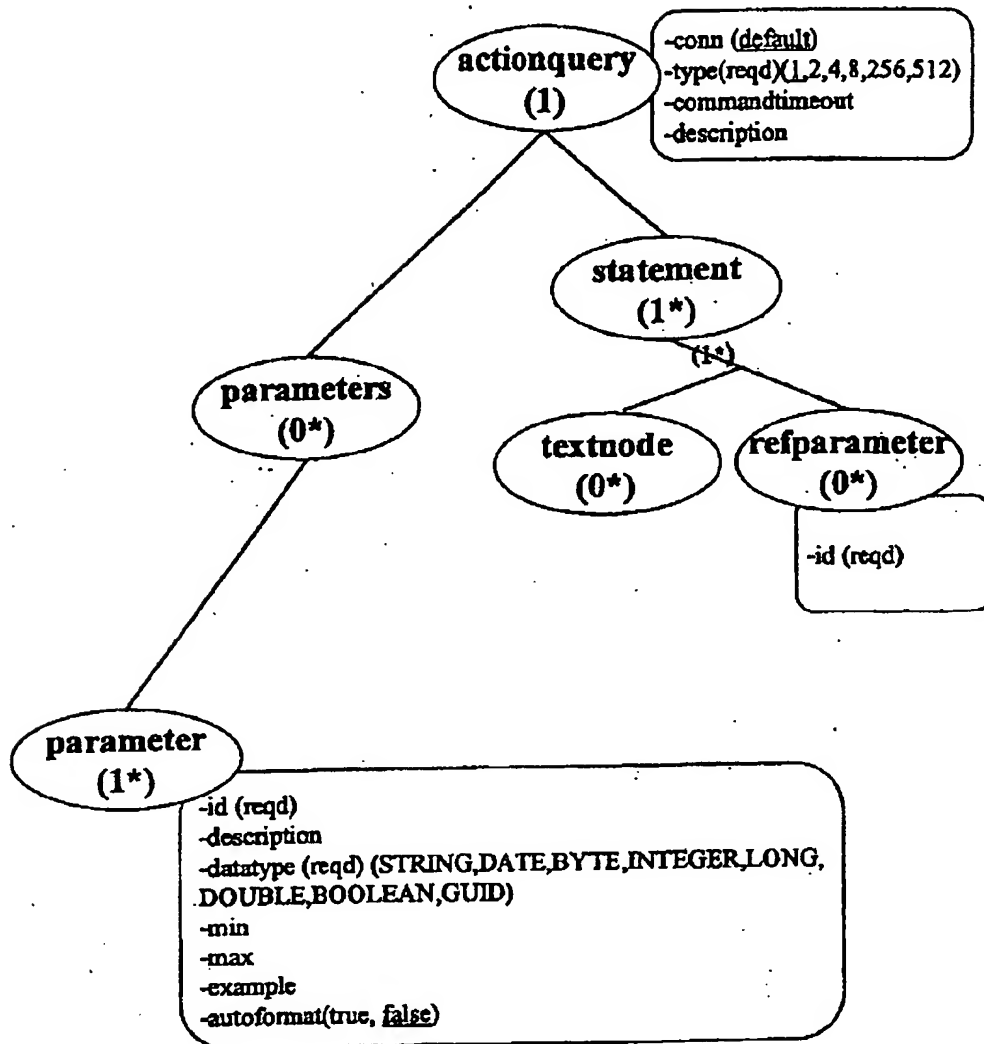 actionquery
(1)
-conn (default)
-type(reqd)(1,2,4,8,256,512)
-commandtimeout
-description
statement
(1*)
(1*)
parameters
(0*)
textnode
(0*)
refparameter
(0*)
-id (reqd)
parameter
(1*)
-id (reqd)
-description
-datatype (reqd) (STRING,DATE,BYTE,INTEGER,LONG,
DOUBLE,BOOLEAN,GUID)
-min
-max
-example
-autoformat(true, false)